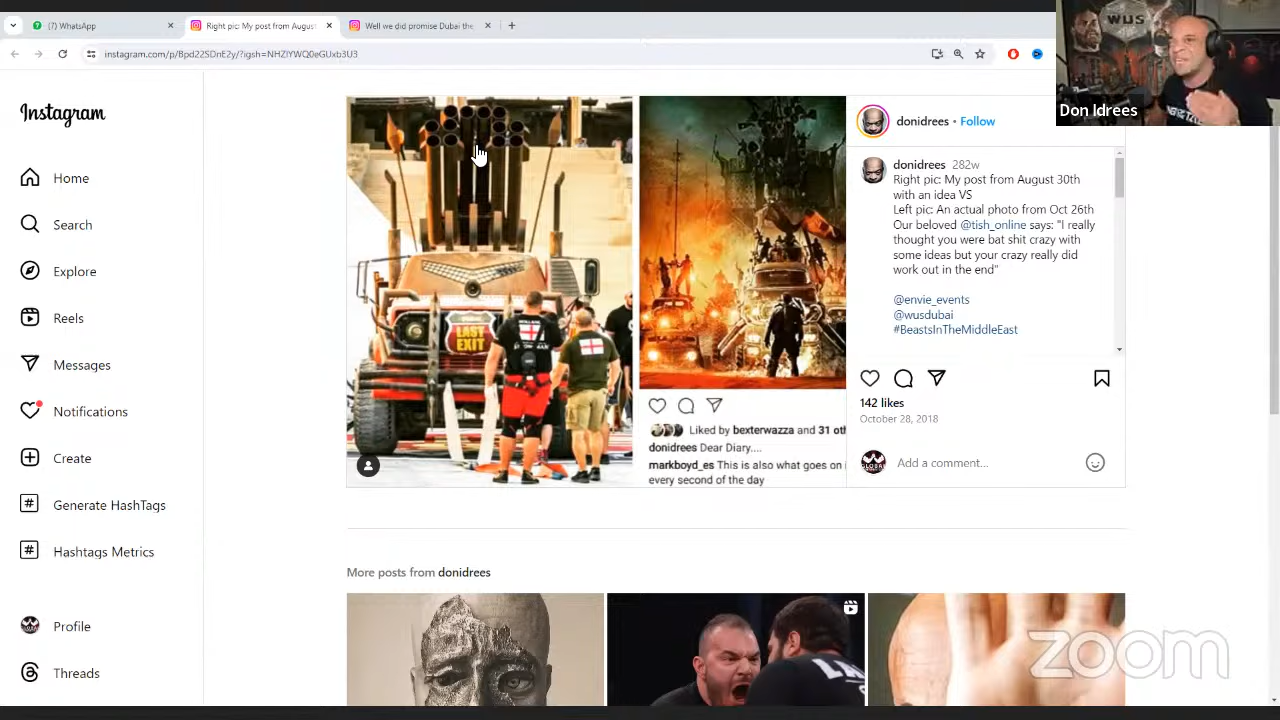 (7) WhatsApp
Right pic: My post from August
Well we did promise Dubai the
instagram.com/p/Bpd22SDnEZy/?igsh=NHZlYWQ0eGUxb3U3
WUS
Don Idrees
Instagram
Home
Search
Explore
Reels
Messages
Notifications
Create
Generate HashTags
Hashtags Metrics
Profile
Threads
LAST
EXIT
Liked by bexterwazza and 31 oth
donidrees Dear Diary....
markboyd_es This is also what goes on i
every second of the day
donidrees • Follow
donidrees 282w
Right pic: My post from August 30th
with an idea VS
Left pic: An actual photo from Oct 26th
Our beloved @tish_online says: "I really
thought you were bat shit crazy with
some ideas but your crazy really did
work out in the end"
@envie_events
@wusdubai
#BeastsInTheMiddleEast
142 likes
October 28, 2018
GLOBAL
Add a comment...
More posts from donidrees
zoom